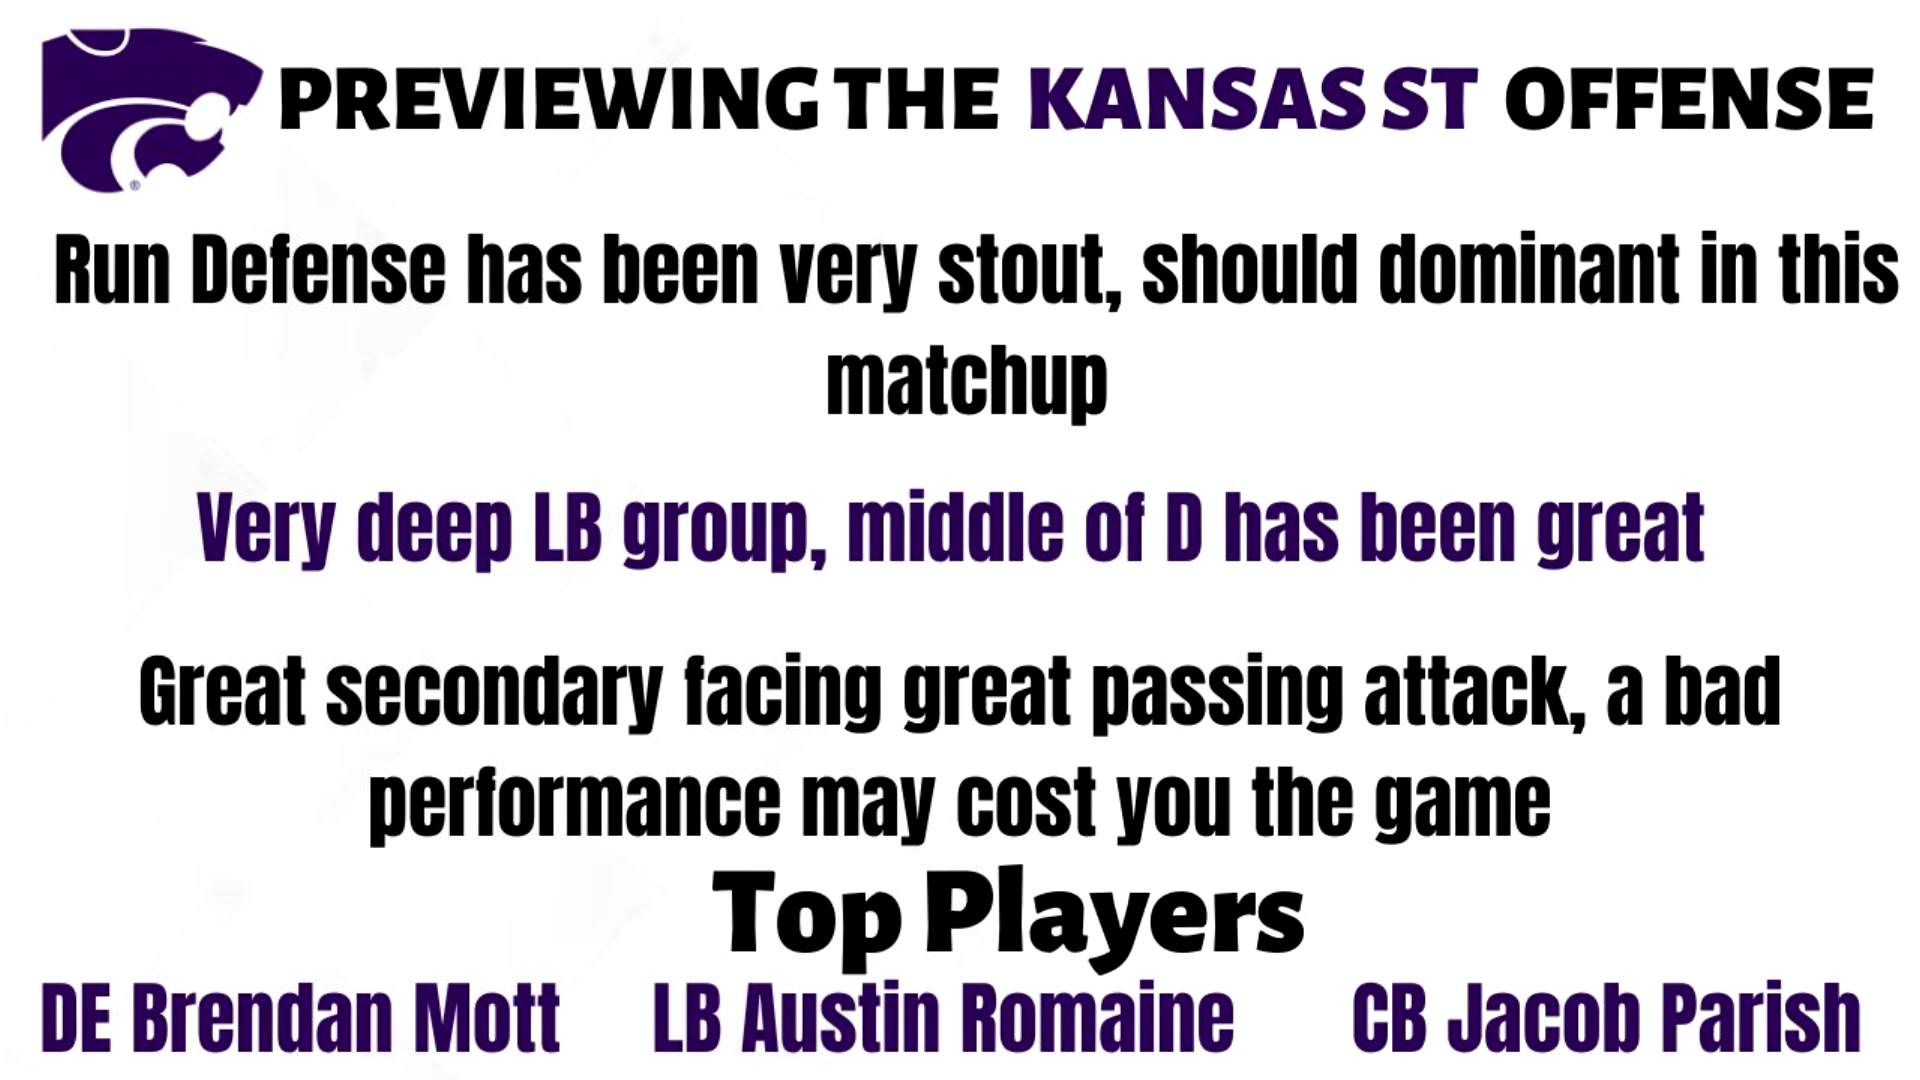 PREVIEWING THE KANSAS ST OFFENSE
Run Defense has been very stout, should dominant in this
matchup
Very deep LB group, middle of D has been great
Great secondary facing great passing attack, a bad
performance may cost you the game
Top Players
DE Brendan Mott LB Austin Romaine CB Jacob Parish